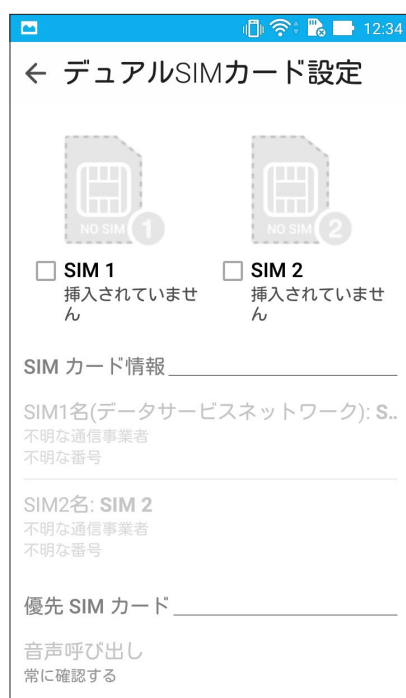 12:34
← デュアルSIMカード設定
NO SIM 1
NO SIM 2
SIM 1
挿入されていませ
ん
SIM 2
挿入されていませ
ん
SIM カード情報
SIM1名(データサービスネットワーク): S..
不明な通信事業者
不明な番号
SIM2名: SIM 2
不明な通信事業者
不明な番号
優先 SIM カード
音声呼び出し
常に確認する